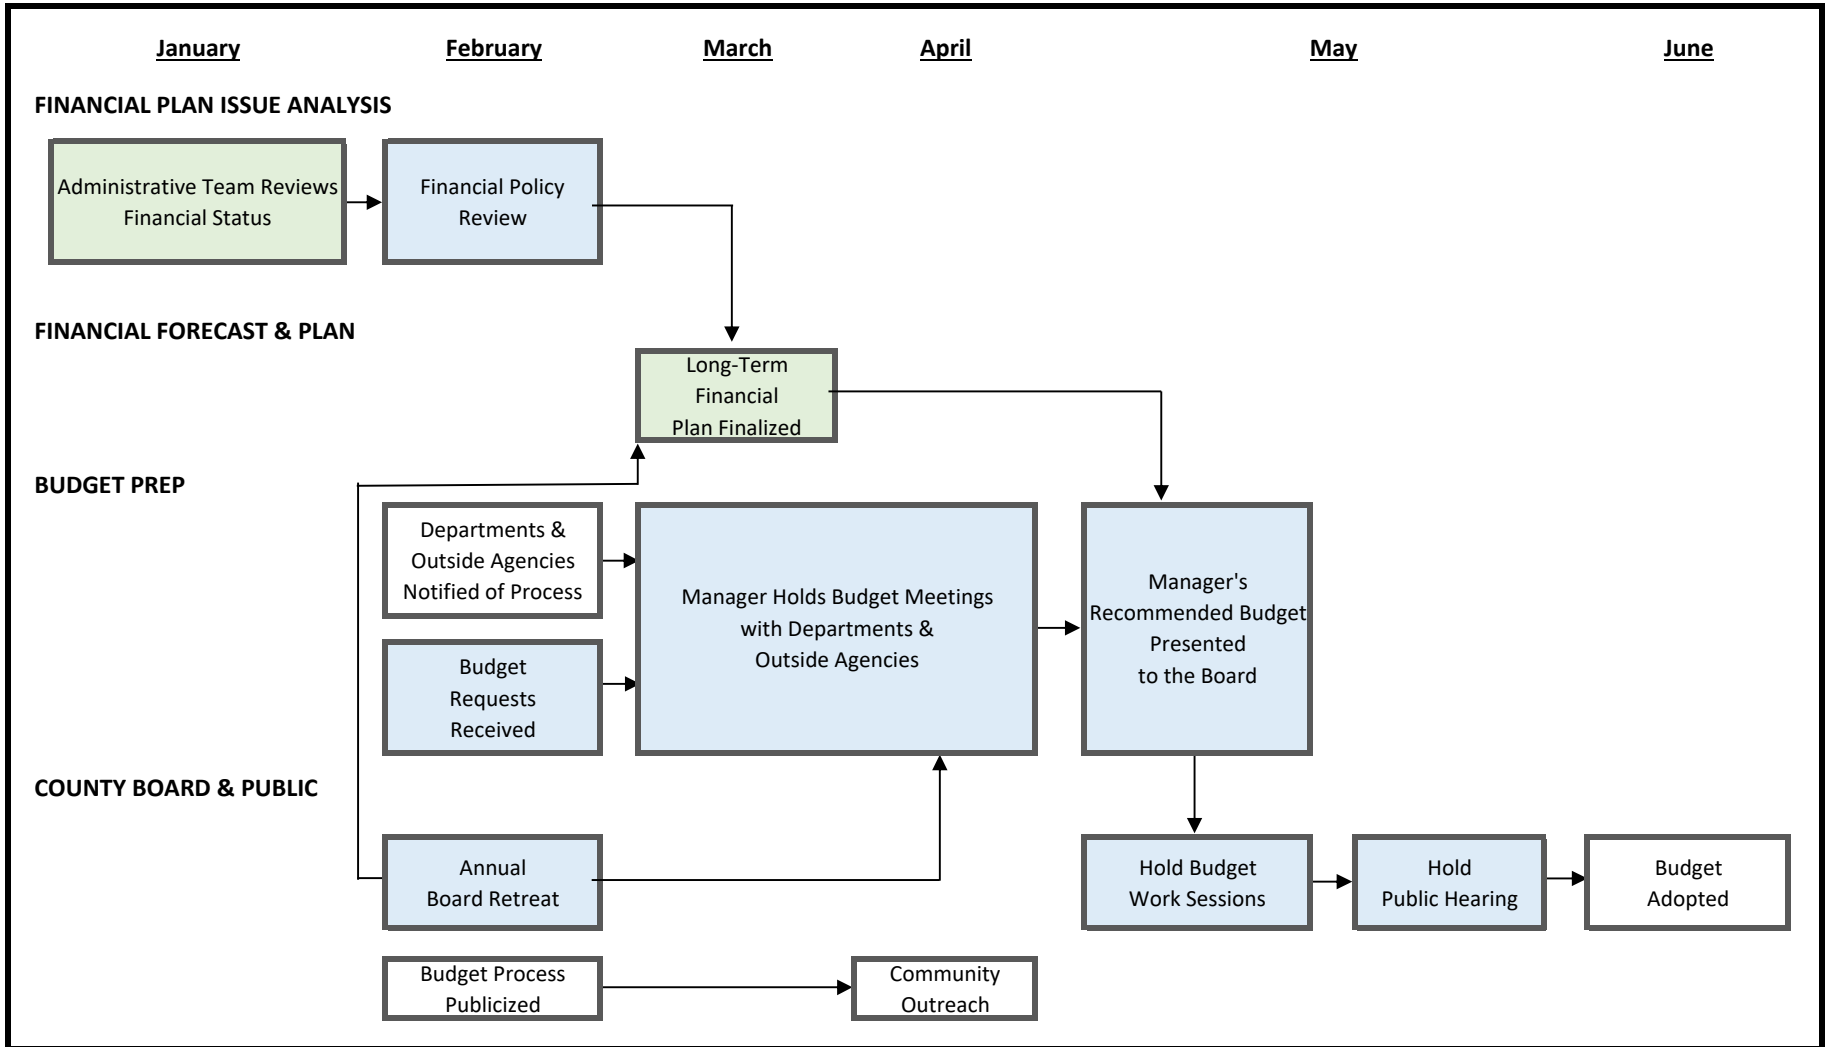 January
February
March
April
May
June
FINANCIAL PLAN ISSUE ANALYSIS
Administrative Team Reviews
Financial Status
Financial Policy
Review
FINANCIAL FORECAST & PLAN
Long-Term
Financial
Plan Finalized
BUDGET PREP
Departments &
Outside Agencies
Notified of Process
Manager Holds Budget Meetings
with Departments &
Outside Agencies
Manager's
Recommended Budget
Presented
to the Board
Budget
Requests
Received
COUNTY BOARD & PUBLIC
Annual
Board Retreat
Hold Budget
Work Sessions
Hold
Public Hearing
Budget
Adopted
Budget Process
Publicized
Community
Outreach